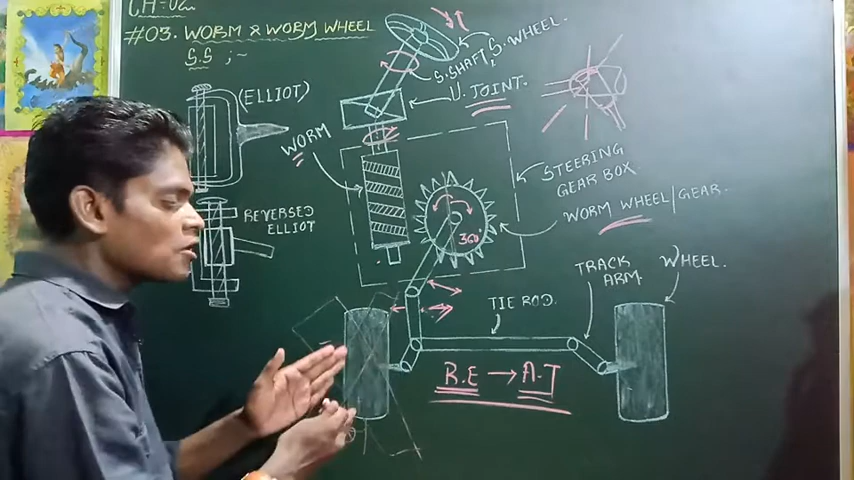 CH=02
#03. WORM & WORM WHEEL
S.S ;~
(ELLIOT)
REVERSED
ELLIOT
S.SHAFT,
S.WHEEL.
U.JOINT.
WORM
STEERING
GEAR BOX.
WORM WHEEL/GEAR.
360°
TRACK
ARM.
WHEEL.
TIE ROD.
R.E → A.T